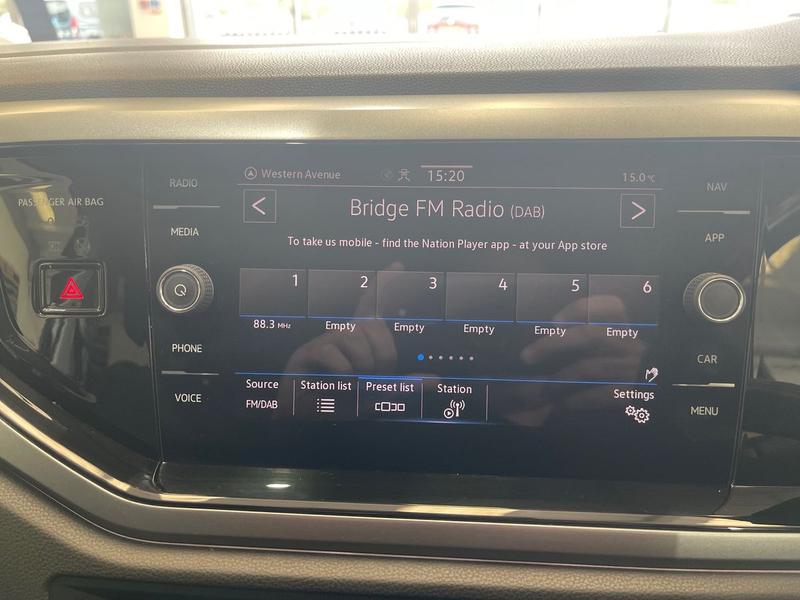 Western Avenue 15:20 15.0 °C
RADIO
NAV
PASSENGER AIR BAG
Bridge FM Radio (DAB)
MEDIA
APP
To take us mobile - find the Nation Player app - at your App store
1 2 3 4 5 6
88.3 MHz Empty Empty Empty Empty Empty
PHONE
CAR
Source Station list Preset list Station Settings
FM/DAB
VOICE
MENU